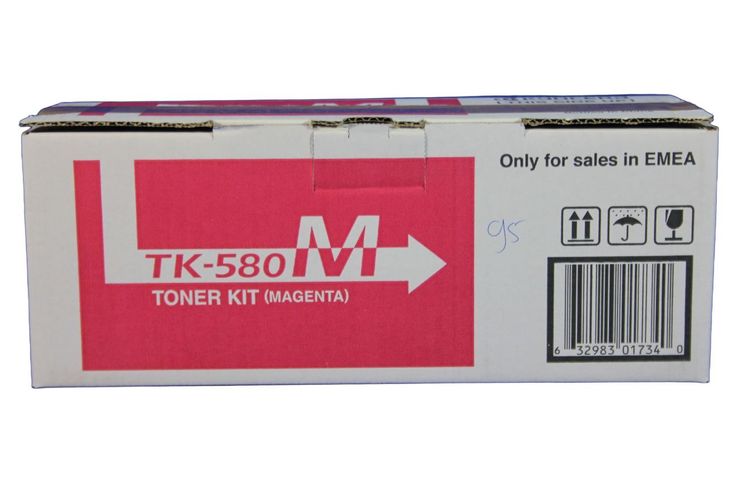 Only for sales in EMEA
95
TK-580 M
TONER KIT (MAGENTA)
6 32983 01734 0